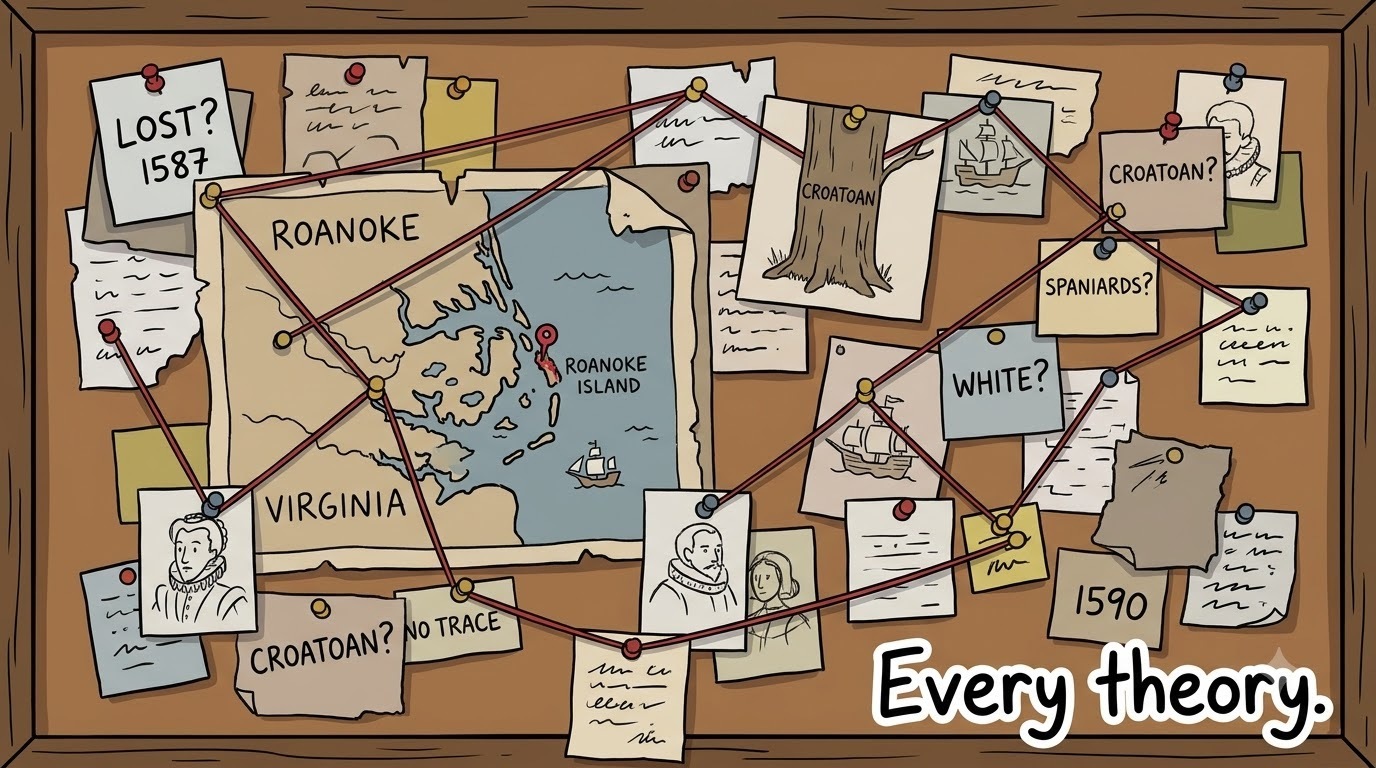 LOST?
1587
ROANOKE
CROATOAN
CROATOAN?
SPANIARDS?
ROANOKE
ISLAND
WHITE?
VIRGINIA
CROATOAN?
NO TRACE
1590
Every theory.